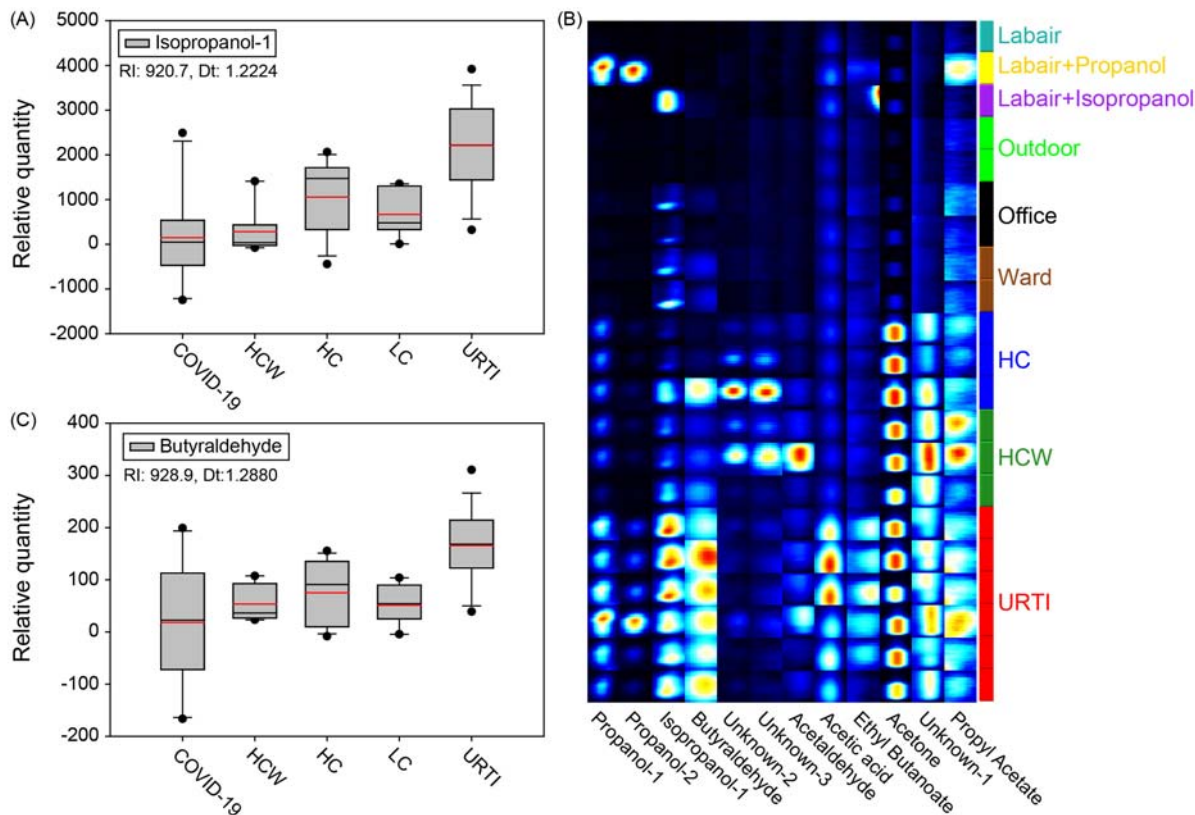 (A)
5000
4000
3000
2000
1000
0
-1000
-2000
Relative quantity
Isopropanol-1
RI: 920.7, Dt: 1.2224
COVID-19
HCW
HC
LC
URTI
(C)
400
300
200
100
0
-100
-200
Relative quantity
Butyraldehyde
RI: 928.9, Dt:1.2880
COVID-19
HCW
HC
LC
URTI
(B)
Labair
Labair+Propanol
Labair+Isopropanol
Outdoor
Office
Ward
HC
HCW
URTI
Propanol-1
Propanol-2
Isopropanol-1
Butyraldehyde
Unknown-2
Unknown-3
Acetaldehyde
Acetic acid
Ethyl Butanoate
Acetone
Unknown-1
Propyl Acetate